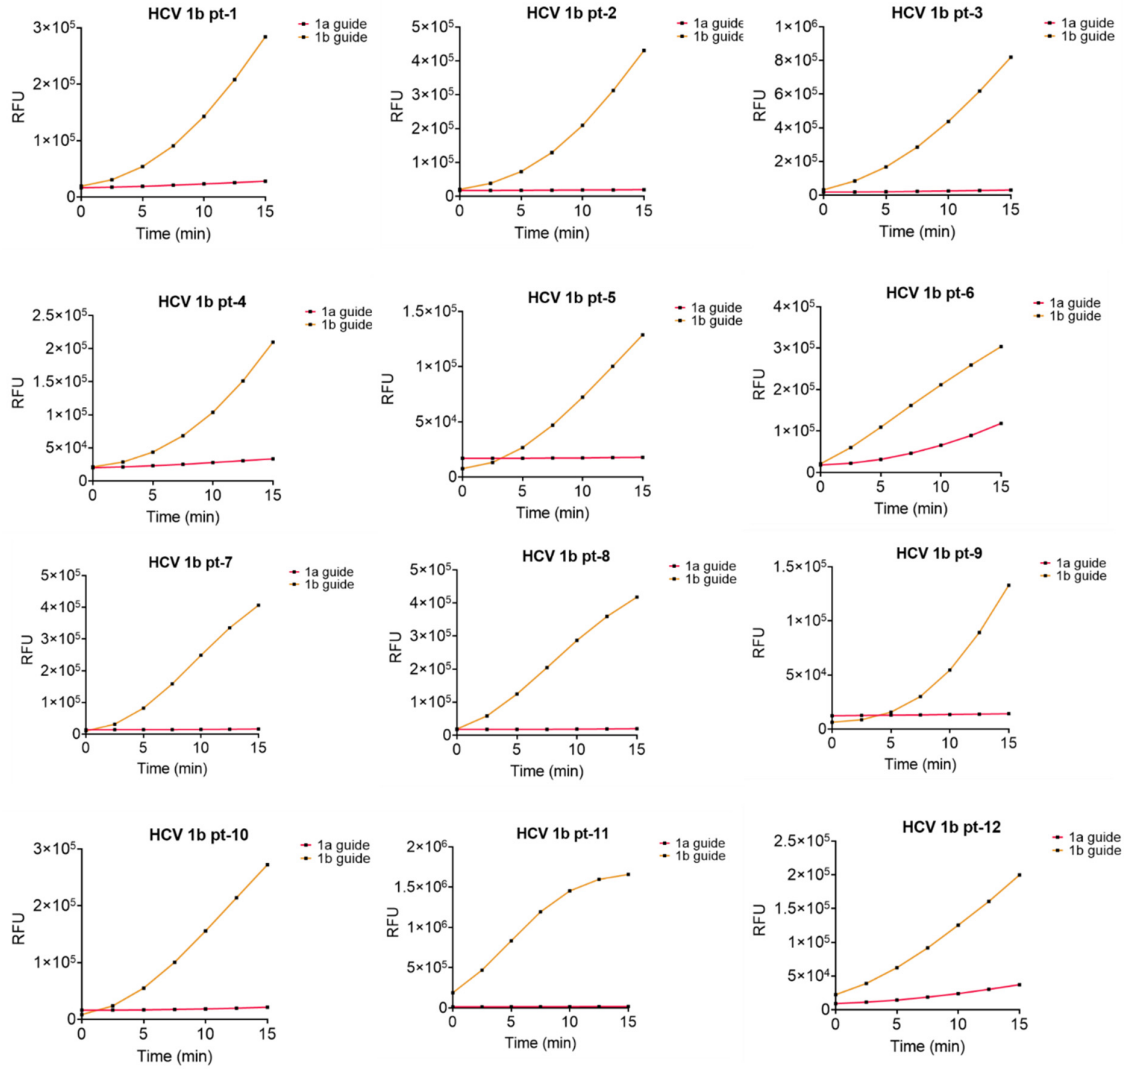 HCV 1b pt-1
1a guide
1b guide
3×10⁵
2×10⁵
1×10⁵
0
RFU
0 5 10 15
Time (min)
HCV 1b pt-2
1a guide
1b guide
5×10⁵
4×10⁵
3×10⁵
2×10⁵
1×10⁵
0
RFU
0 5 10 15
Time (min)
HCV 1b pt-3
1a guide
1b guide
1×10⁶
8×10⁵
6×10⁵
4×10⁵
2×10⁵
0
RFU
0 5 10 15
Time (min)
HCV 1b pt-4
1a guide
1b guide
2.5×10⁵
2×10⁵
1.5×10⁵
1×10⁵
5×10⁴
0
RFU
0 5 10 15
Time (min)
HCV 1b pt-5
1a guide
1b guide
1.5×10⁵
1×10⁵
5×10⁴
0
RFU
0 5 10 15
Time (min)
HCV 1b pt-6
1a guide
1b guide
4×10⁵
3×10⁵
2×10⁵
1×10⁵
0
RFU
0 5 10 15
Time (min)
HCV 1b pt-7
1a guide
1b guide
5×10⁵
4×10⁵
3×10⁵
2×10⁵
1×10⁵
0
RFU
0 5 10 15
Time (min)
HCV 1b pt-8
1a guide
1b guide
5×10⁵
4×10⁵
3×10⁵
2×10⁵
1×10⁵
0
RFU
0 5 10 15
Time (min)
HCV 1b pt-9
1a guide
1b guide
1.5×10⁵
1×10⁵
5×10⁴
0
RFU
0 5 10 15
Time (min)
HCV 1b pt-10
1a guide
1b guide
3×10⁵
2×10⁵
1×10⁵
0
RFU
0 5 10 15
Time (min)
HCV 1b pt-11
1a guide
1b guide
2×10⁶
1.5×10⁶
1×10⁶
5×10⁵
0
RFU
0 5 10 15
Time (min)
HCV 1b pt-12
1a guide
1b guide
2.5×10⁵
2×10⁵
1.5×10⁵
1×10⁵
5×10⁴
0
RFU
0 5 10 15
Time (min)